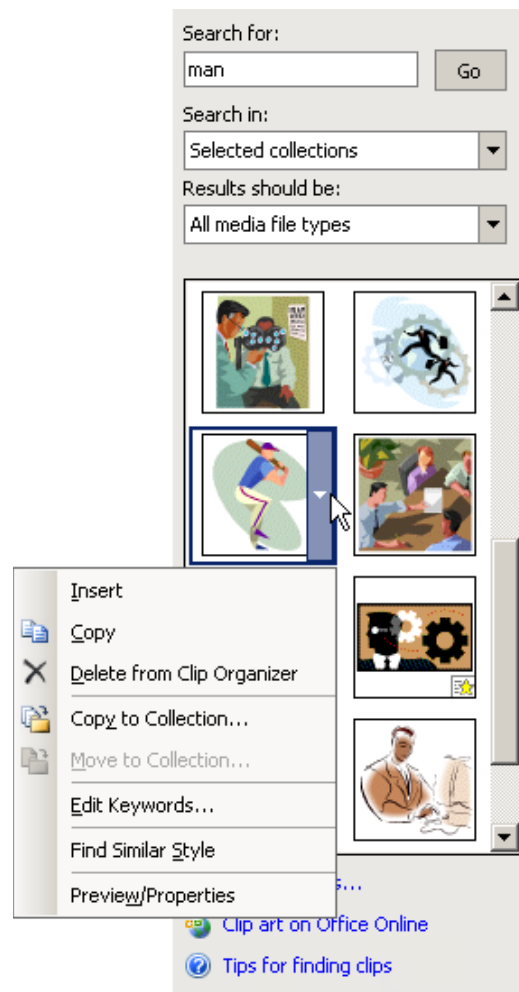 Search for:
man
Go
Search in:
Selected collections
Results should be:
All media file types
Insert
Copy
Delete from Clip Organizer
Copy to Collection...
Move to Collection...
Edit Keywords...
Find Similar Style
Preview/Properties
Clip art on Office Online
Tips for finding clips